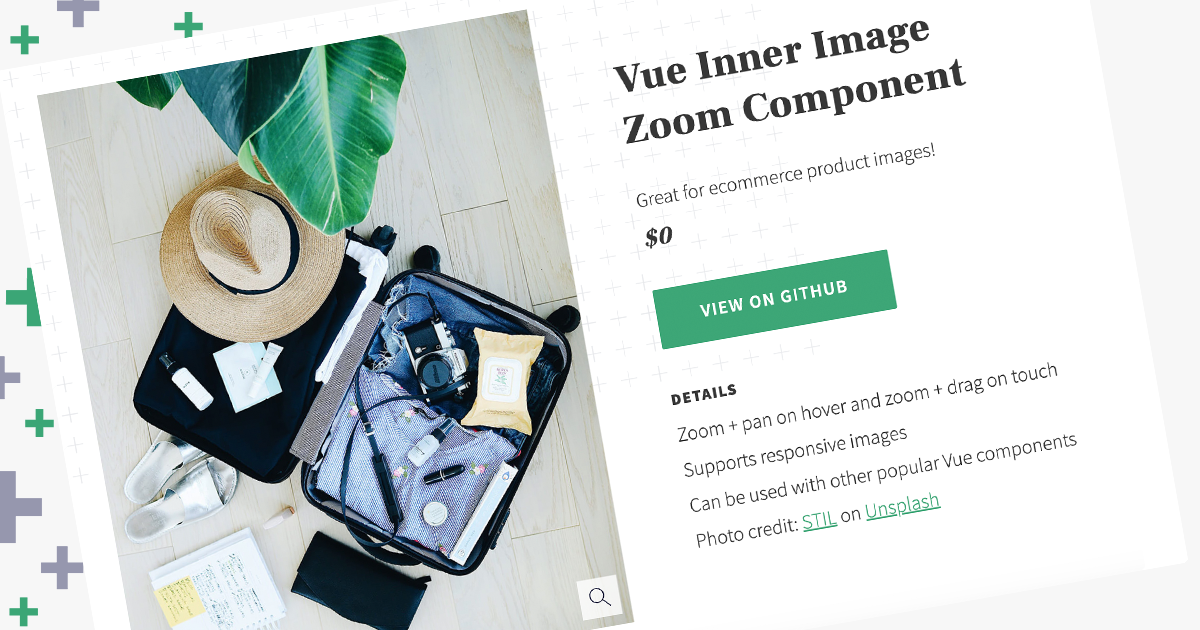 Vue Inner Image
Zoom Component
Great for ecommerce product images!
$0
VIEW ON GITHUB
DETAILS
Zoom + pan on hover and zoom + drag on touch
Supports responsive images
Can be used with other popular Vue components
Photo credit: STIL on Unsplash